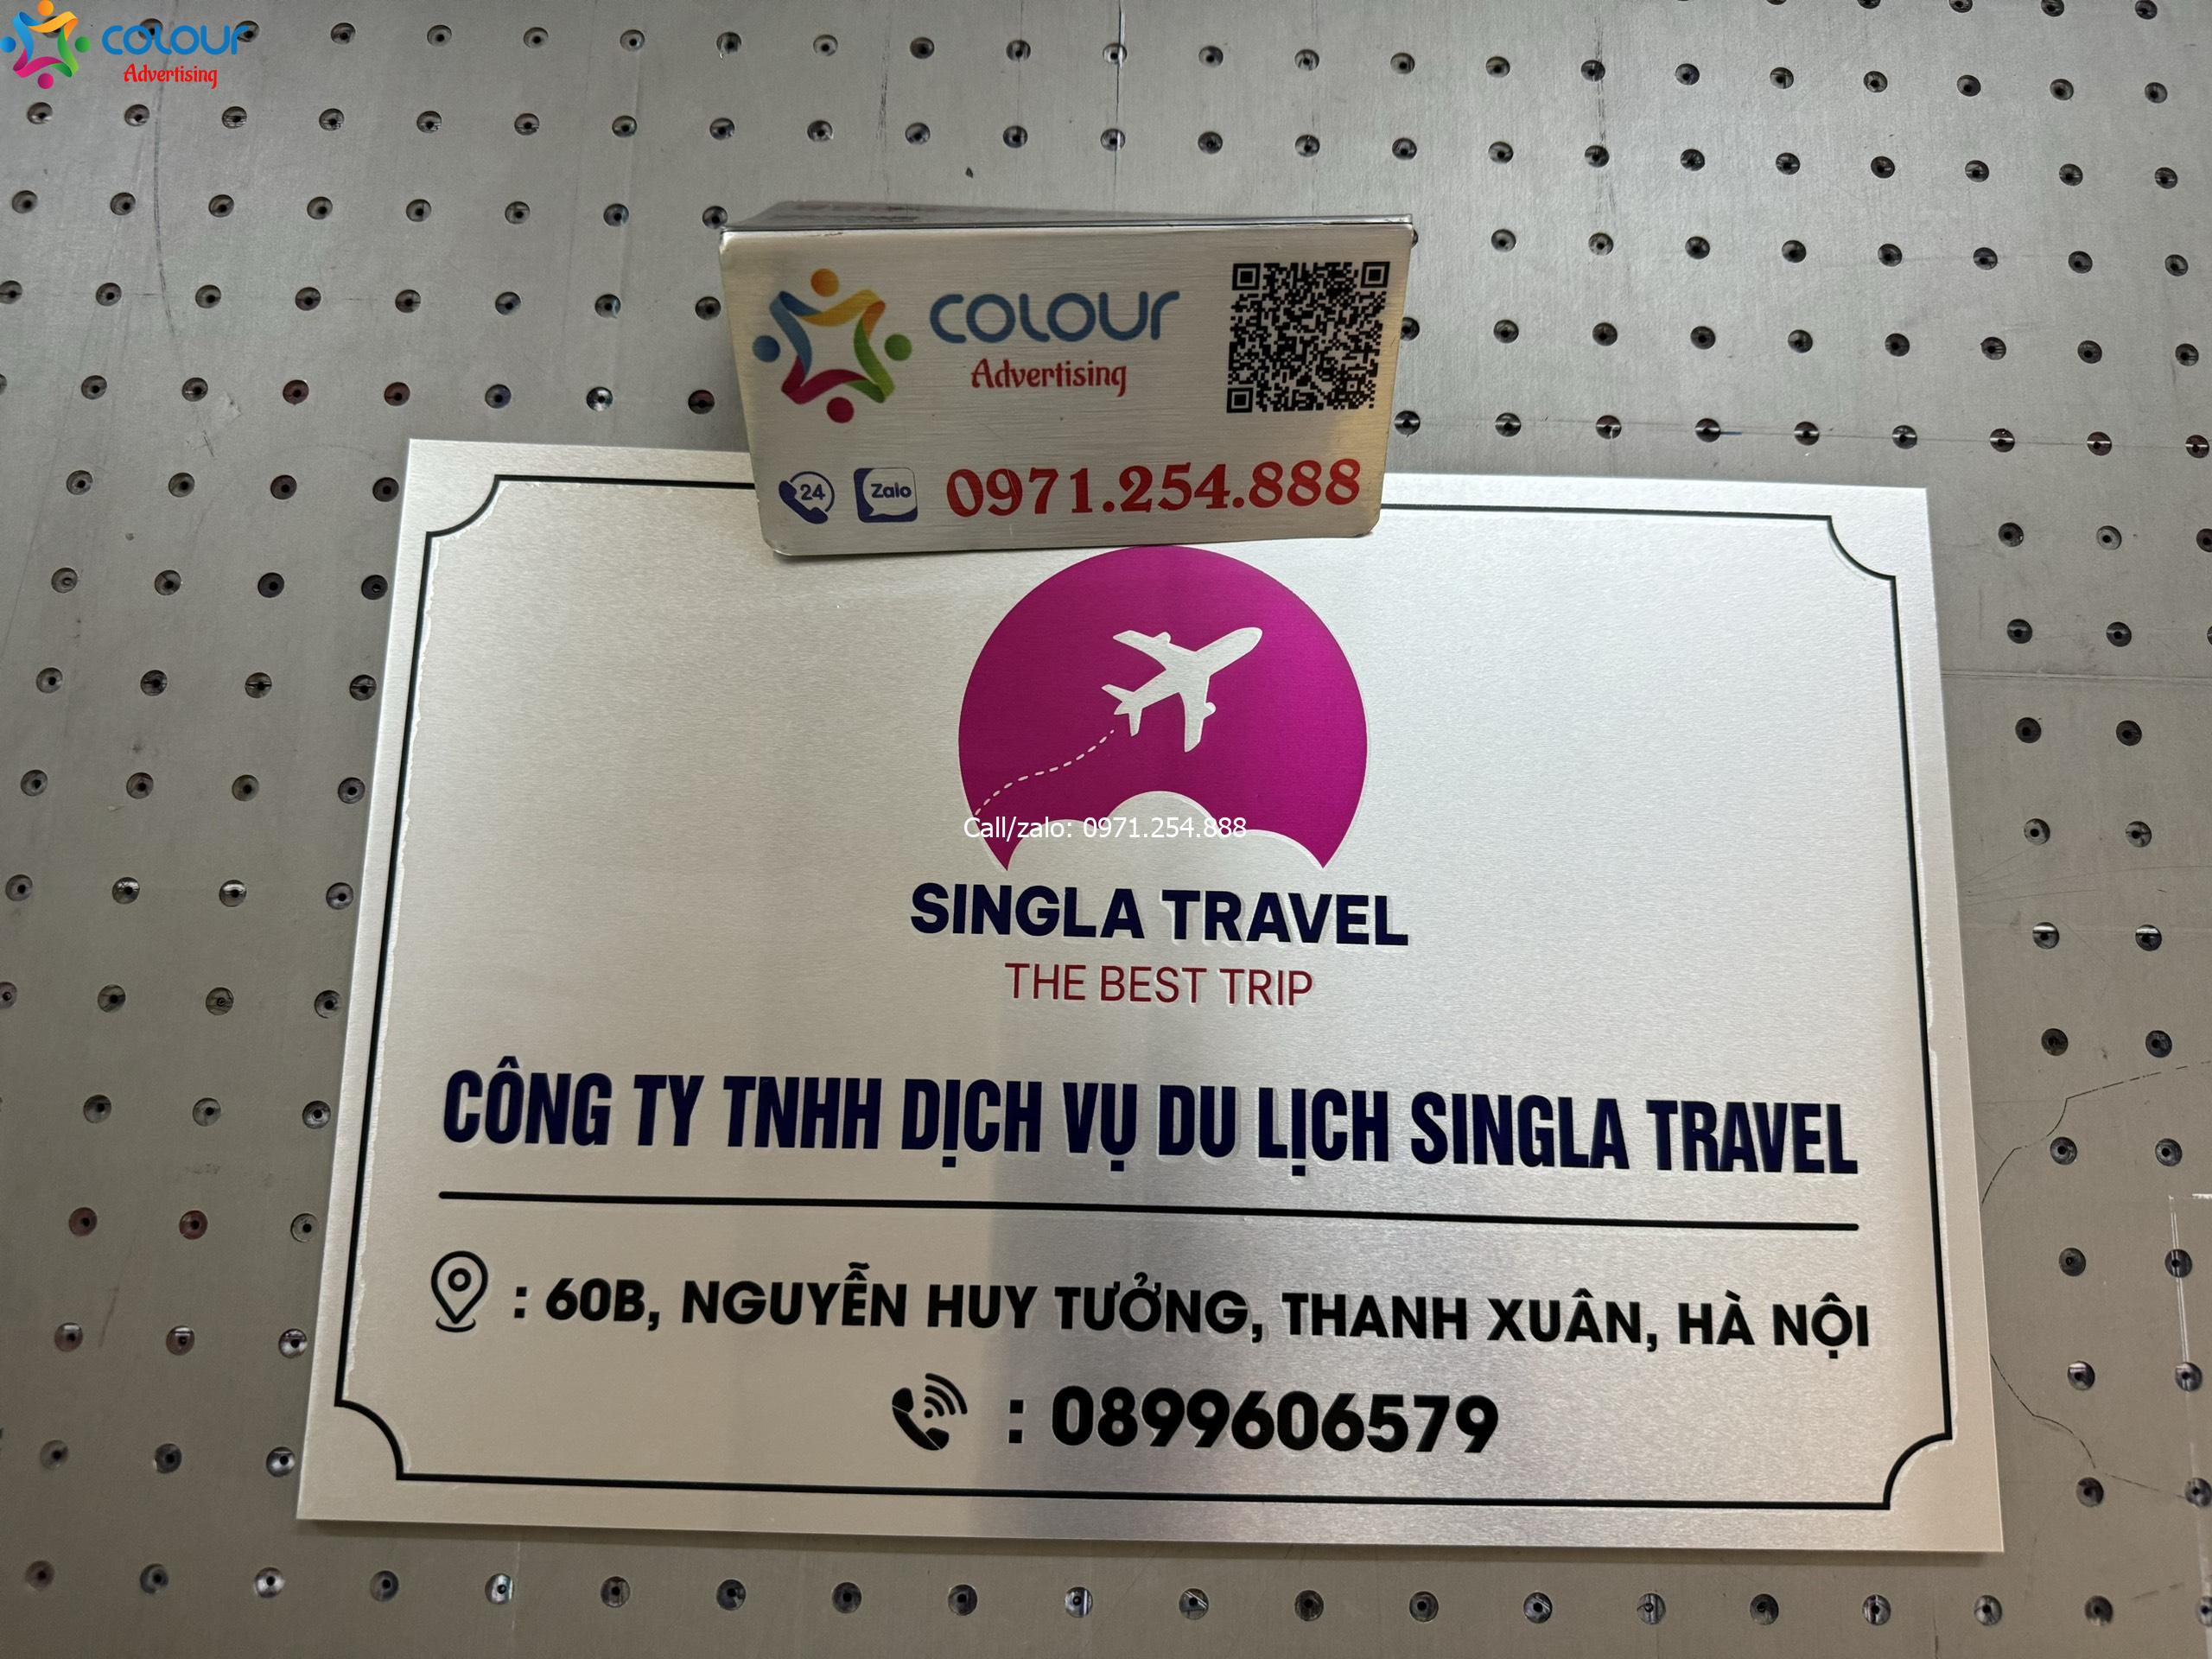 COLOUR
Advertising
COLOUR
Advertising
24
Zalo
0971.254.888
Call/zalo: 0971.254.888
SINGLA TRAVEL
THE BEST TRIP
CÔNG TY TNHH DỊCH VỤ DU LỊCH SINGLA TRAVEL
: 60B, NGUYỄN HUY TƯỞNG, THANH XUÂN, HÀ NỘI
: 0899606579